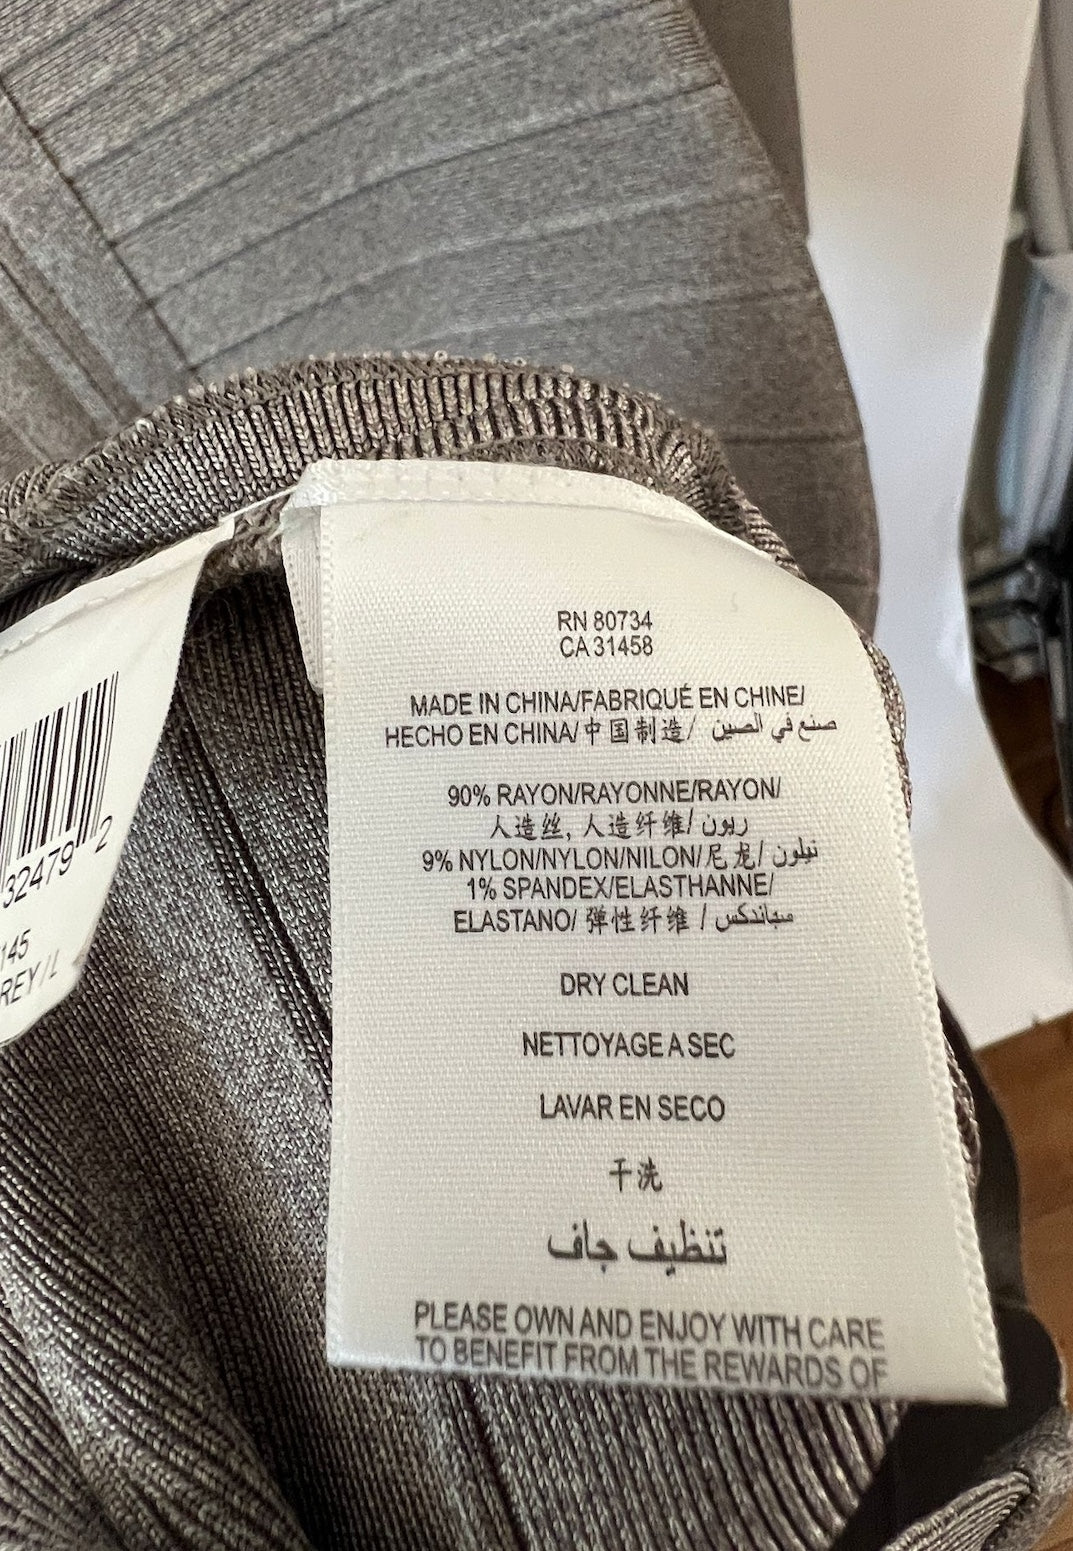 RN 80734
CA 31458
MADE IN CHINA/FABRIQUÉ EN CHINE/
HECHO EN CHINA/ 中国制造/ صنع في الصين
90% RAYON/RAYONNE/RAYON/
人造丝, 人造纤维/ ريون
9% NYLON/NYLON/NILON/尼龙/ نيلون
1% SPANDEX/ELASTHANNE/
ELASTANO/ 弹性纤维 / سباندكس
DRY CLEAN
NETTOYAGE A SEC
LAVAR EN SECO
干洗
تنظيف جاف
PLEASE OWN AND ENJOY WITH CARE
TO BENEFIT FROM THE REWARDS OF
32479 2
145
REY/L